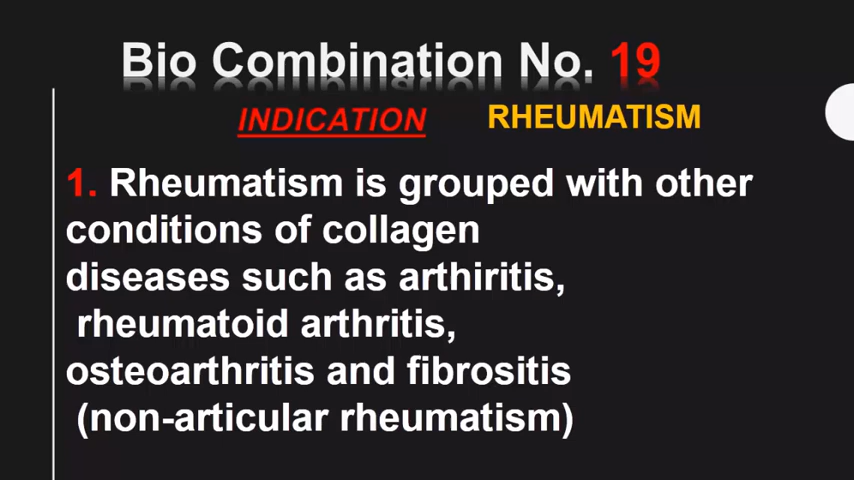 Bio Combination No. 19
INDICATION RHEUMATISM
1. Rheumatism is grouped with other
conditions of collagen
diseases such as arthiritis,
rheumatoid arthritis,
osteoarthritis and fibrositis
(non-articular rheumatism)